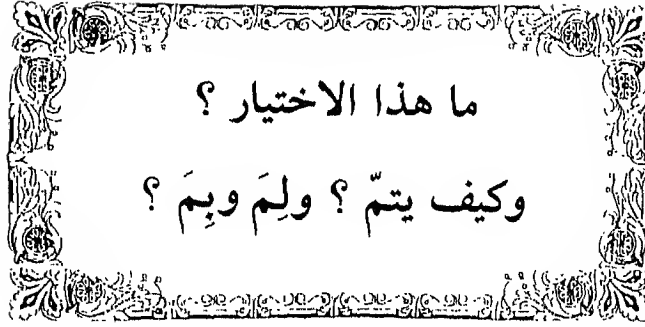 ما هذا الاختيار ؟
وكيف يتمّ ؟ ولِمَ وبِمَ ؟